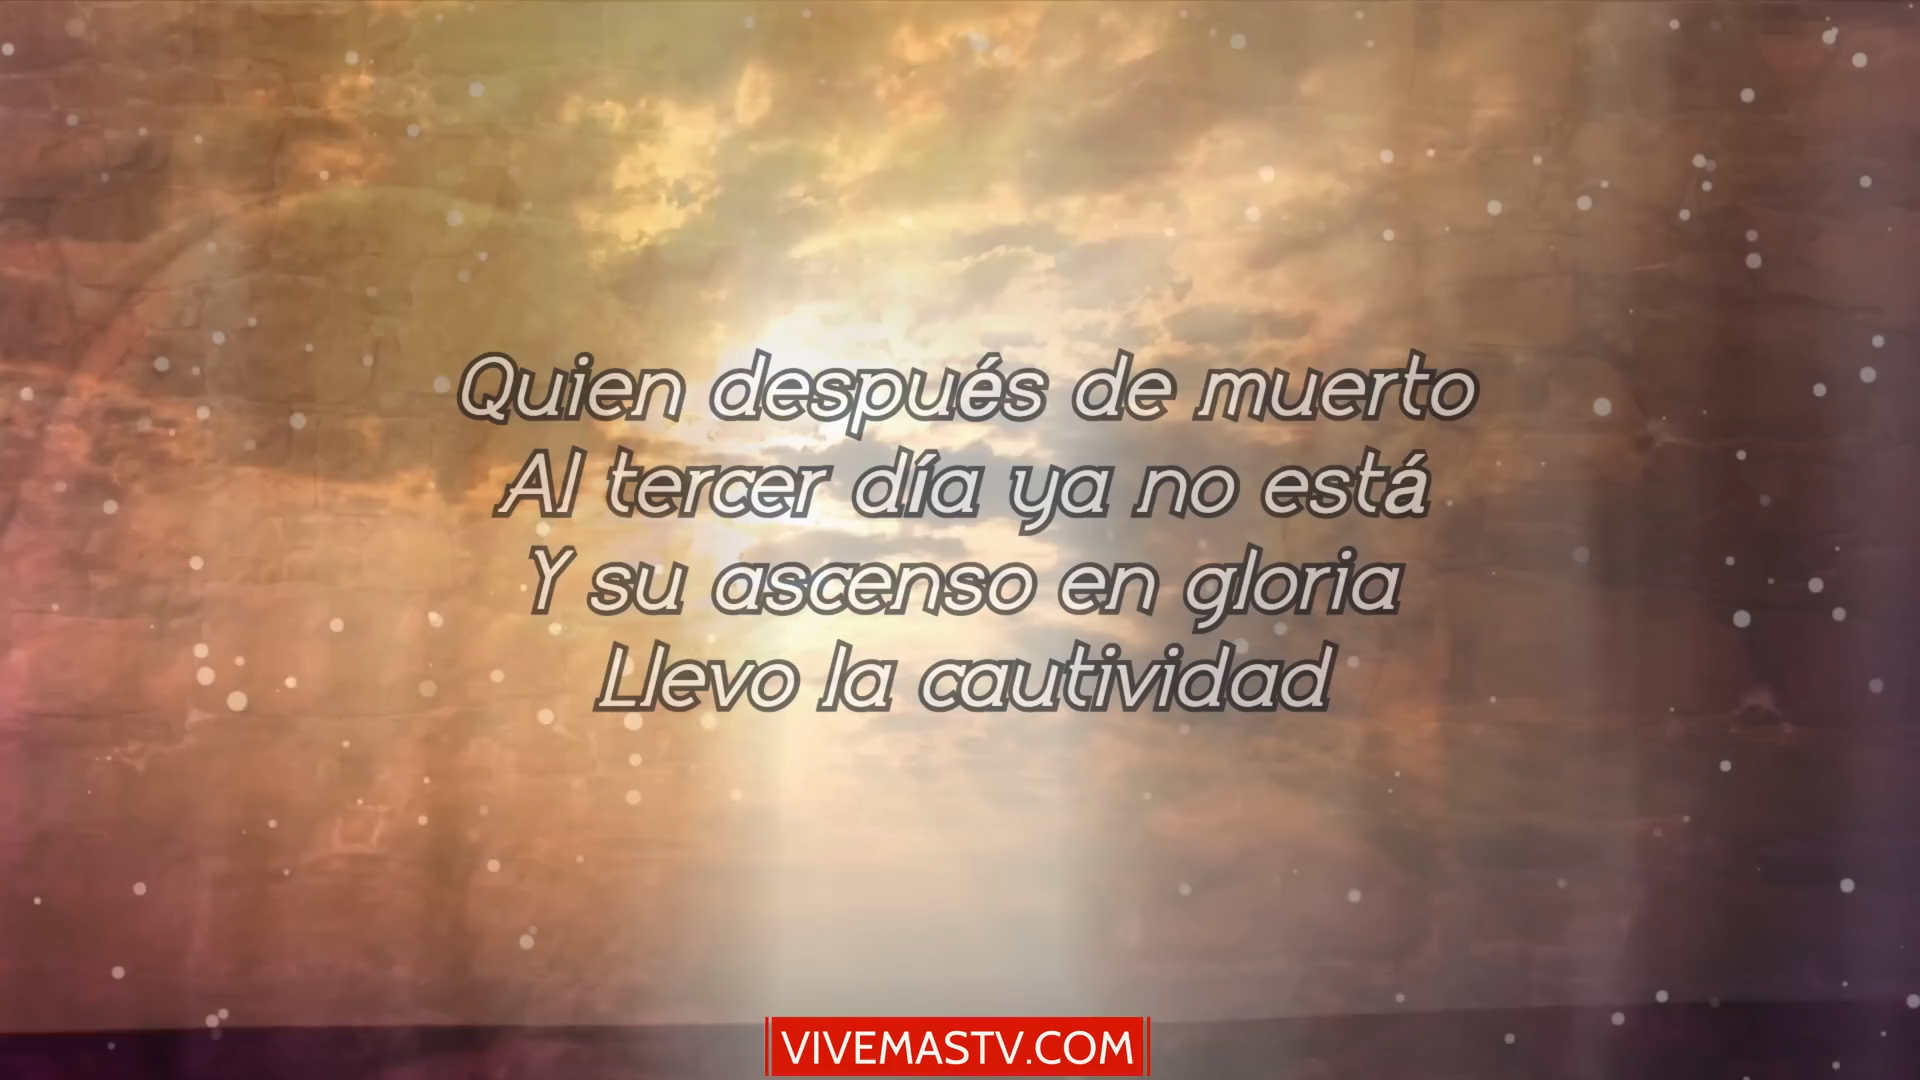 Quien después de muerto
Al tercer día ya no está
Y su ascenso en gloria
Llevo la cautividad
VIVEMASTV.COM